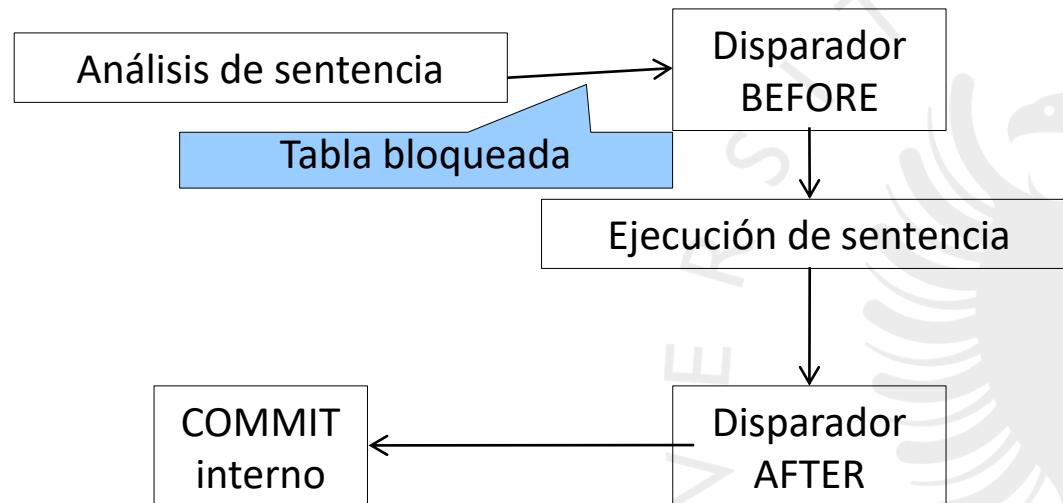 Análisis de sentencia
Disparador
BEFORE
Tabla bloqueada
Ejecución de sentencia
COMMIT
interno
Disparador
AFTER
V E R S I T